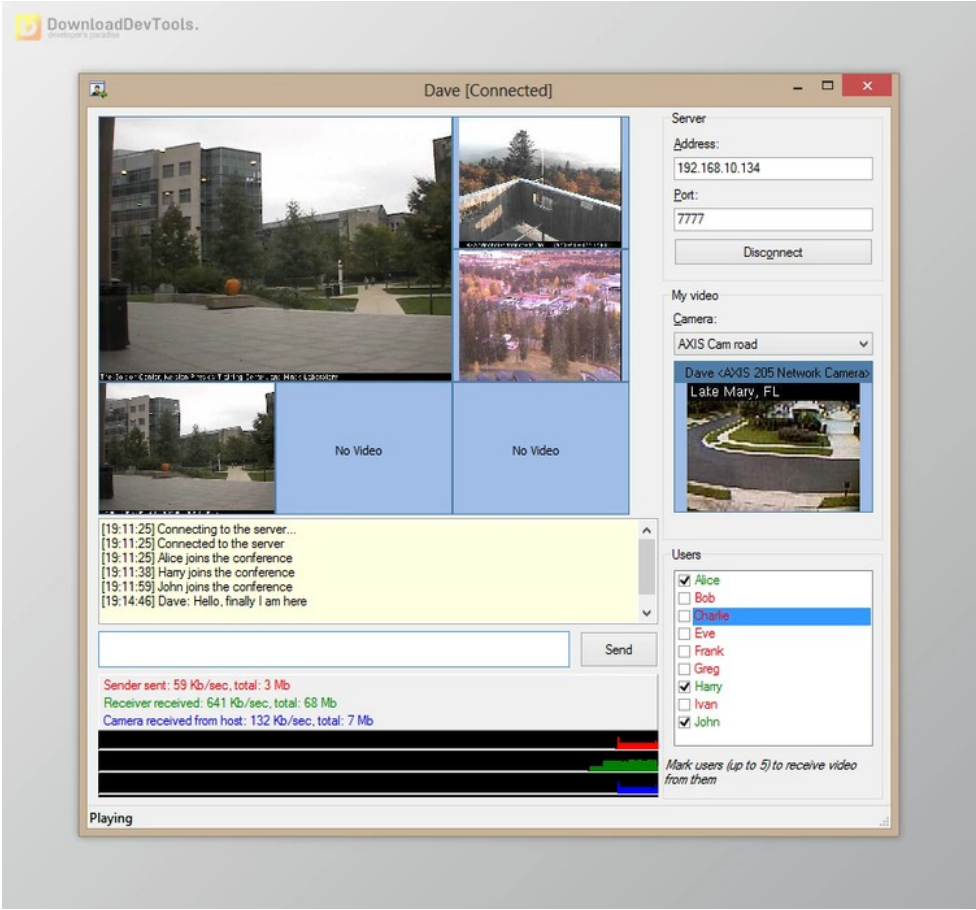 DownloadDevTools.
developer's paradise
Dave [Connected]
Server
Address:
192.168.10.134
Port:
7777
Disconnect
My video
Camera:
AXIS Cam road
Dave <AXIS 205 Network Camera>
Lake Mary, FL
No Video
No Video
[19:11:25] Connecting to the server...
[19:11:25] Connected to the server
[19:11:25] Alice joins the conference
[19:11:38] Harry joins the conference
[19:11:59] John joins the conference
[19:14:46] Dave: Hello, finally I am here
Send
Sender sent: 59 Kb/sec, total: 3 Mb
Receiver received: 641 Kb/sec, total: 68 Mb
Camera received from host: 132 Kb/sec, total: 7 Mb
Users
Alice
Bob
Charlie
Eve
Frank
Greg
Harry
Ivan
John
Mark users (up to 5) to receive video
from them
Playing